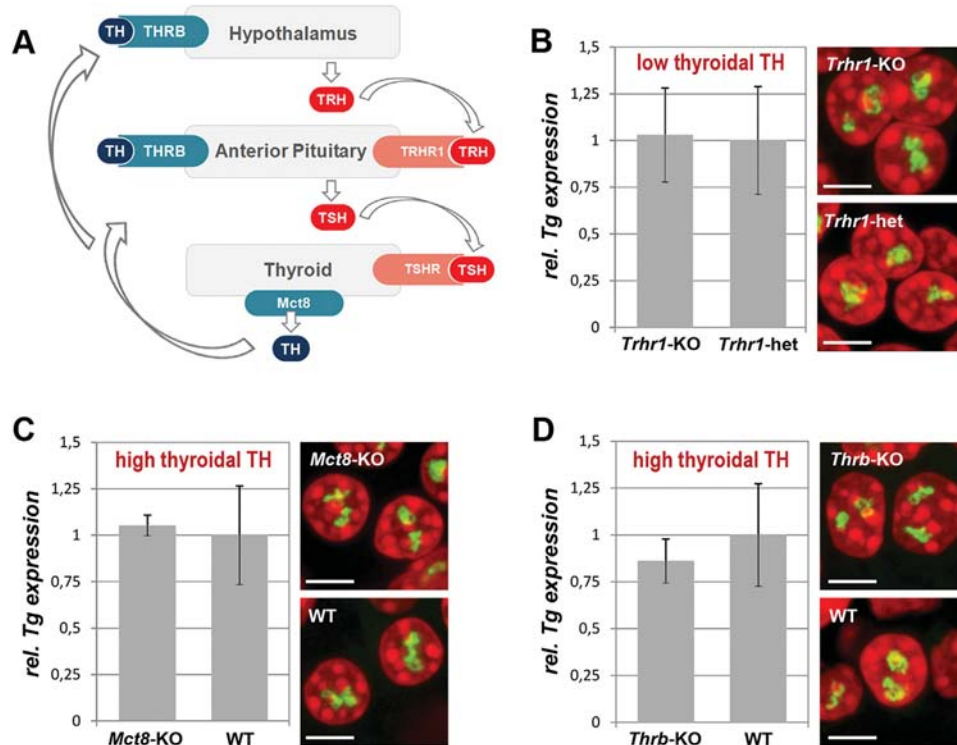 A
TH THRB Hypothalamus
TRH
TH THRB Anterior Pituitary TRHR1 TRH
TSH
Thyroid TSHR TSH
Mct8
TH
B
rel. Tg expression
1,5
1,25
1
0,75
0,5
0,25
0
low thyroidal TH
Trhr1-KO Trhr1-het
Trhr1-KO
Trhr1-het
C
rel. Tg expression
1,5
1,25
1
0,75
0,5
0,25
0
high thyroidal TH
Mct8-KO WT
Mct8-KO
WT
D
rel. Tg expression
1,5
1,25
1
0,75
0,5
0,25
0
high thyroidal TH
Thrb-KO WT
Thrb-KO
WT